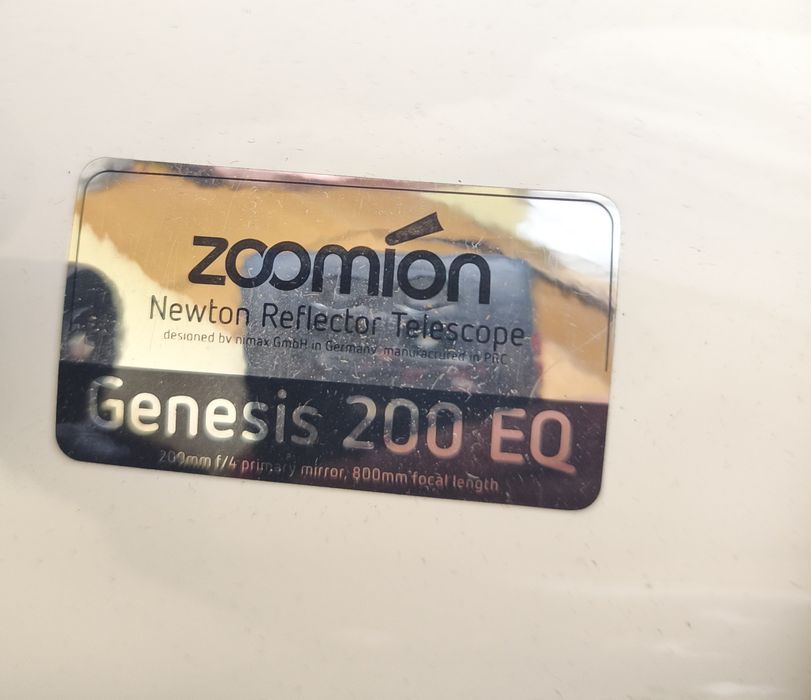 zoomion
Newton Reflector Telescope
designed by nimax GmbH in Germany manufactured in PRC
Genesis 200 EQ
200mm f/4 primary mirror, 800mm focal length